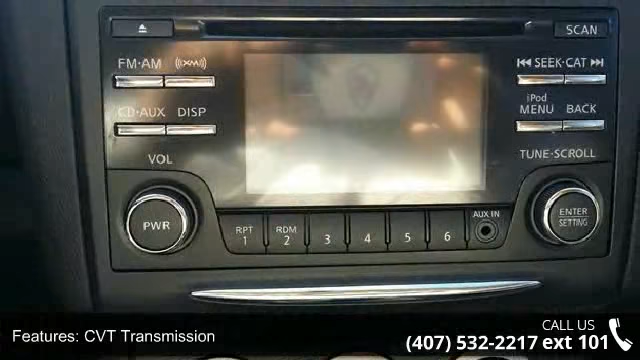 SCAN
FM·AM
((XM))
SEEK·CAT
CD·AUX
DISP
iPod
MENU
BACK
VOL
TUNE·SCROLL
PWR
RPT
1
RDM
2
3
4
5
6
AUX IN
ENTER
SETTING
CALL US
Features: CVT Transmission
(407) 532-2217 ext 101